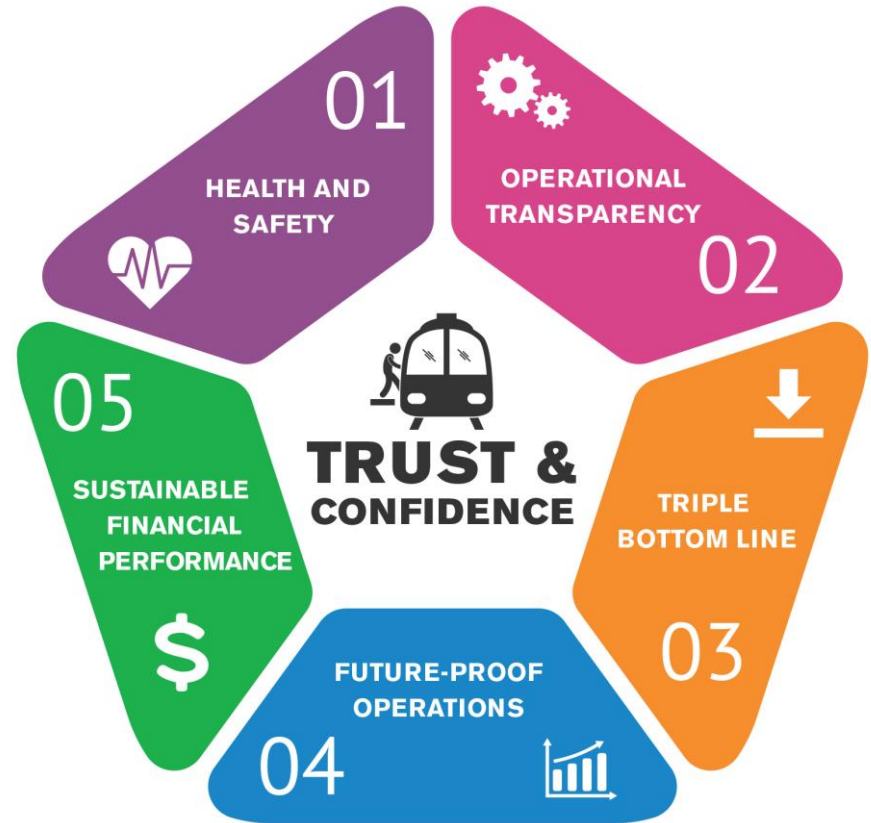 01
HEALTH AND
SAFETY
OPERATIONAL
TRANSPARENCY
02
TRIPLE
BOTTOM LINE
03
FUTURE-PROOF
OPERATIONS
04
05
SUSTAINABLE
FINANCIAL
PERFORMANCE
$
TRUST &
CONFIDENCE